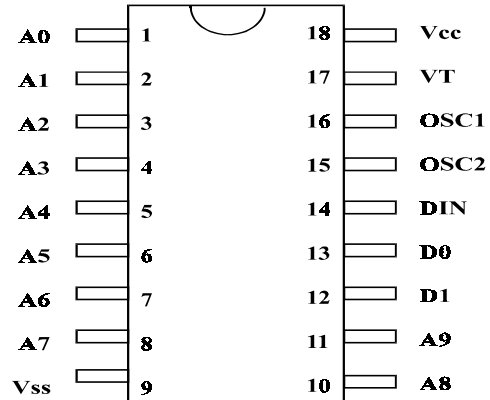 A0 1 18 Vcc
A1 2 17 VT
A2 3 16 OSC1
A3 4 15 OSC2
A4 5 14 DIN
A5 6 13 D0
A6 7 12 D1
A7 8 11 A9
Vss 9 10 A8